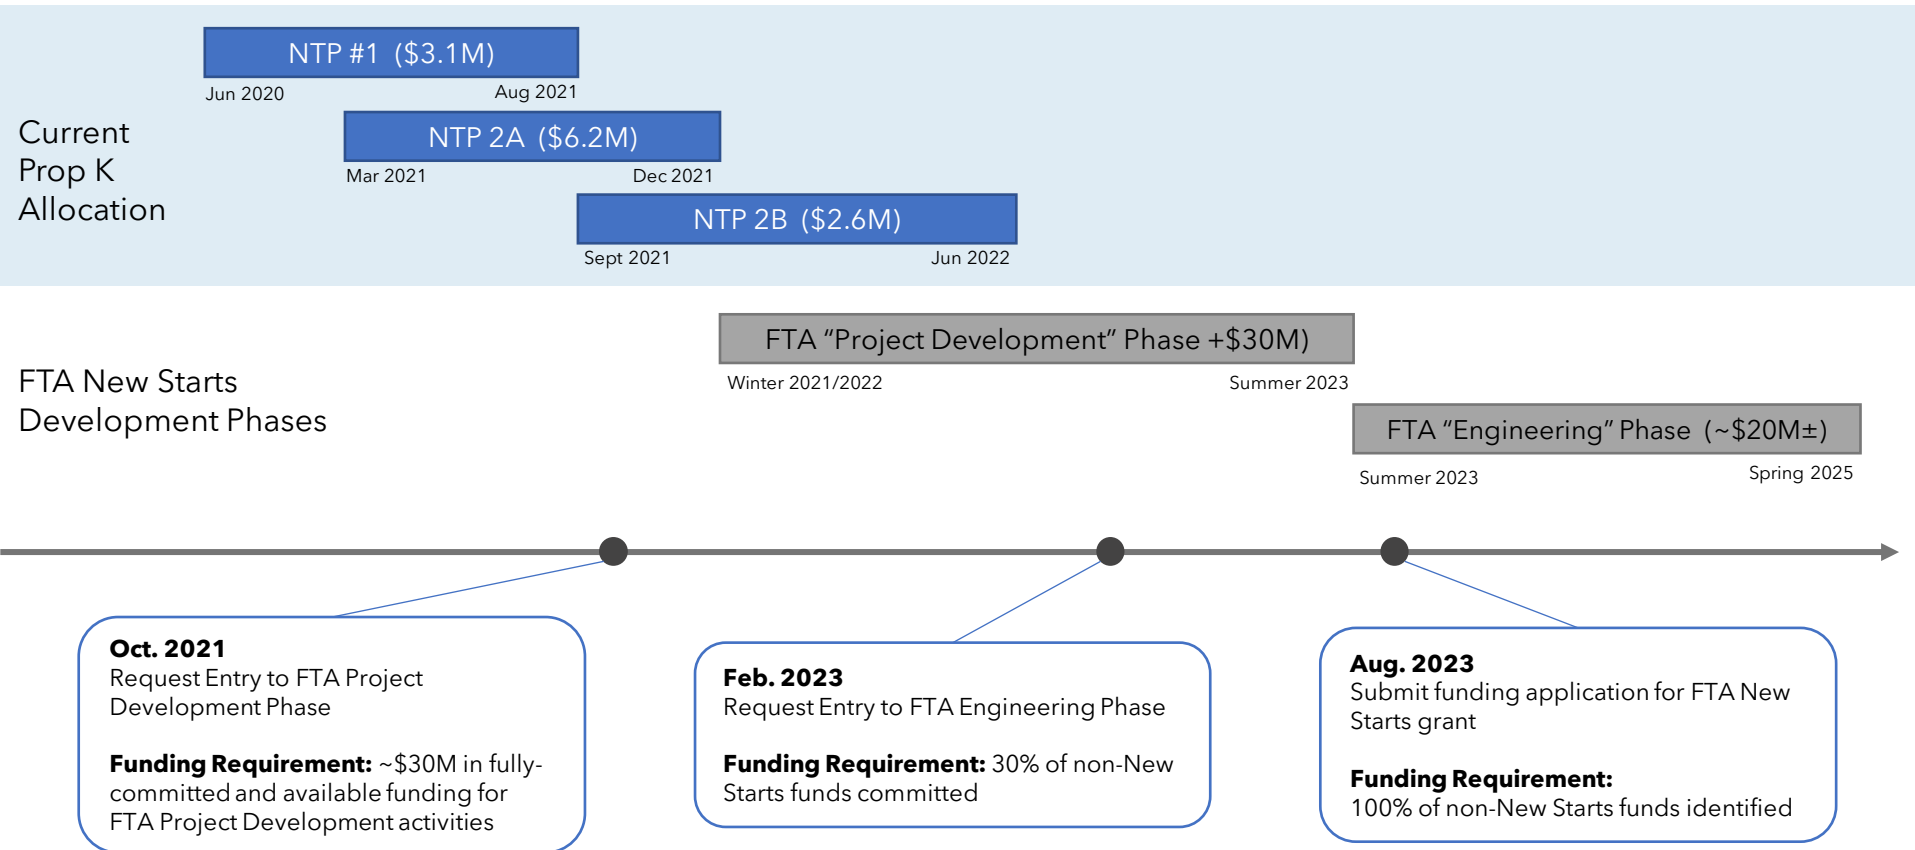 NTP #1 ($3.1M)
Jun 2020
Aug 2021
Current
Prop K
Allocation
NTP 2A ($6.2M)
Mar 2021
Dec 2021
NTP 2B ($2.6M)
Sept 2021
Jun 2022
FTA “Project Development” Phase +$30M)
Winter 2021/2022
Summer 2023
FTA New Starts
Development Phases
FTA “Engineering” Phase (~$20M±)
Summer 2023
Spring 2025
Oct. 2021
Request Entry to FTA Project
Development Phase
Funding Requirement: ~$30M in fully-
committed and available funding for
FTA Project Development activities
Feb. 2023
Request Entry to FTA Engineering Phase
Funding Requirement: 30% of non-New
Starts funds committed
Aug. 2023
Submit funding application for FTA New
Starts grant
Funding Requirement:
100% of non-New Starts funds identified